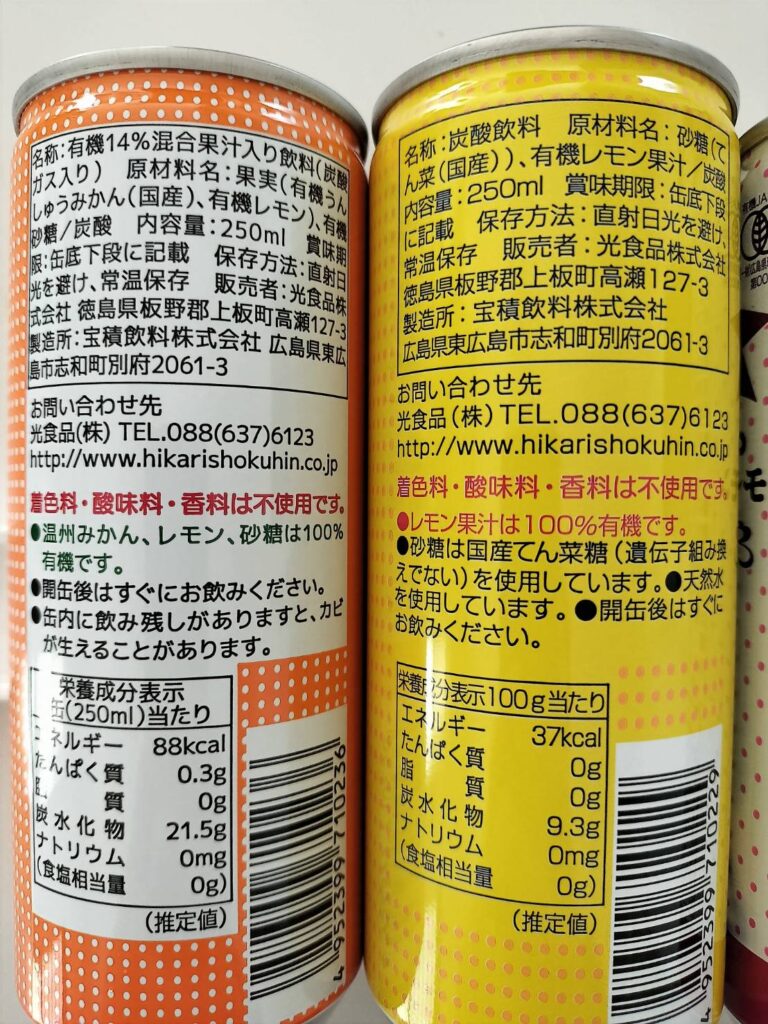 名称:有機14%混合果汁入り飲料(炭酸
ガス入り) 原材料名:果実(有機うん
しゅうみかん(国産)、有機レモン)、有機
砂糖/炭酸 内容量:250ml 賞味期
限:缶底下段に記載 保存方法:直射日
光を避け、常温保存 販売者:光食品株
式会社 徳島県板野郡上板町高瀬127-3
製造所:宝積飲料株式会社 広島県東広
島市志和町別府2061-3
お問い合わせ先
光食品(株) TEL.088(637)6123
http://www.hikarishokuhin.co.jp
着色料・酸味料・香料は不使用です。
●温州みかん、レモン、砂糖は100%
有機です。
●開缶後はすぐにお飲みください。
●缶内に飲み残しがありますと、カビ
が生えることがあります。
栄養成分表示
缶(250ml)当たり
エネルギー 88kcal
たんぱく質 0.3g
脂質 0g
炭水化物 21.5g
ナトリウム 0mg
(食塩相当量 0g)
(推定値)
4952399710236
名称:炭酸飲料 原材料名:砂糖(て
ん菜(国産))、有機レモン果汁/炭酸
内容量:250ml 賞味期限:缶底下段
に記載 保存方法:直射日光を避け、
常温保存 販売者:光食品株式会社
徳島県板野郡上板町高瀬127-3
製造所:宝積飲料株式会社
広島県東広島市志和町別府2061-3
お問い合わせ先
光食品(株) TEL.088(637)6123
http://www.hikarishokuhin.co.jp
着色料・酸味料・香料は不使用です。
●レモン果汁は100%有機です。
●砂糖は国産てん菜糖(遺伝子組み換
えでない)を使用しています。●天然水
を使用しています。●開缶後はすぐに
お飲みください。
栄養成分表示100g当たり
エネルギー 37kcal
たんぱく質 0g
脂質 0g
炭水化物 9.3g
ナトリウム 0mg
(食塩相当量 0g)
(推定値)
4952399710229